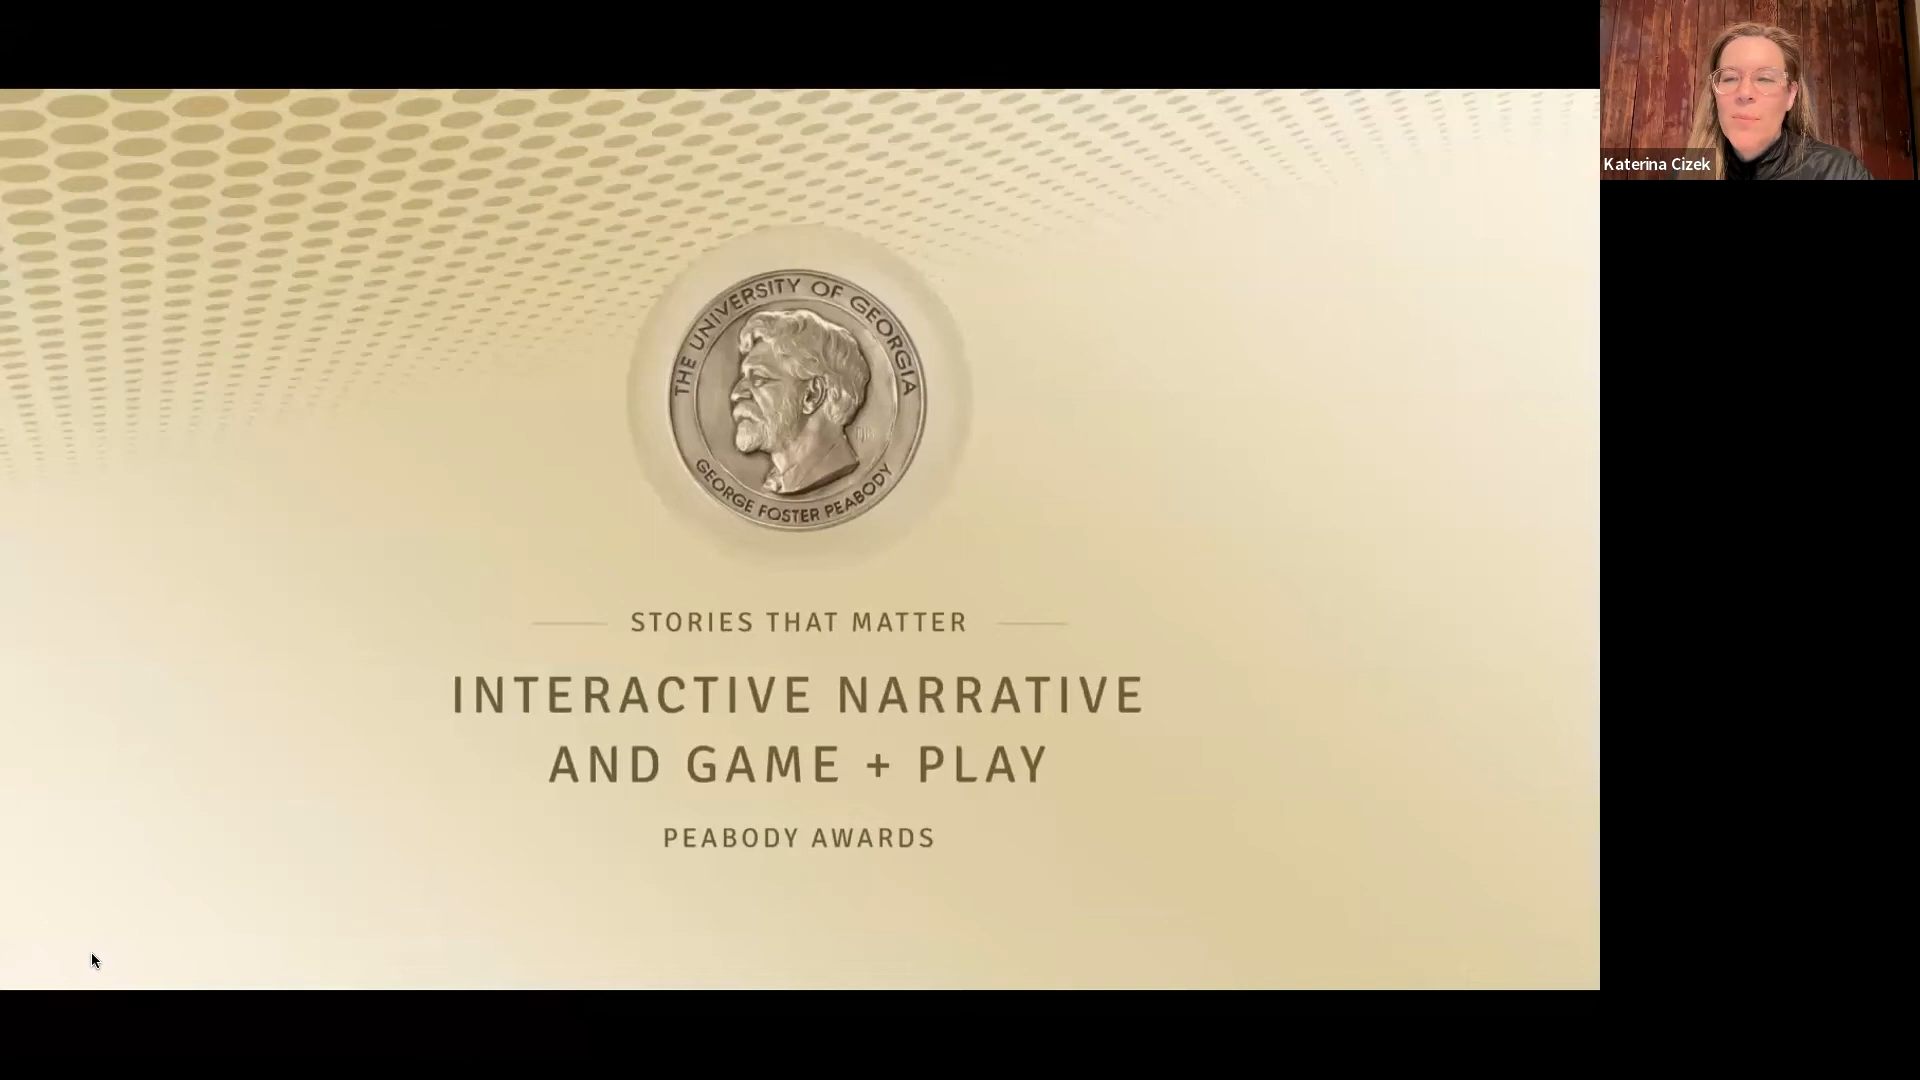 THE UNIVERSITY OF GEORGIA
GEORGE FOSTER PEABODY
STORIES THAT MATTER
INTERACTIVE NARRATIVE
AND GAME + PLAY
PEABODY AWARDS
Katerina Cizek